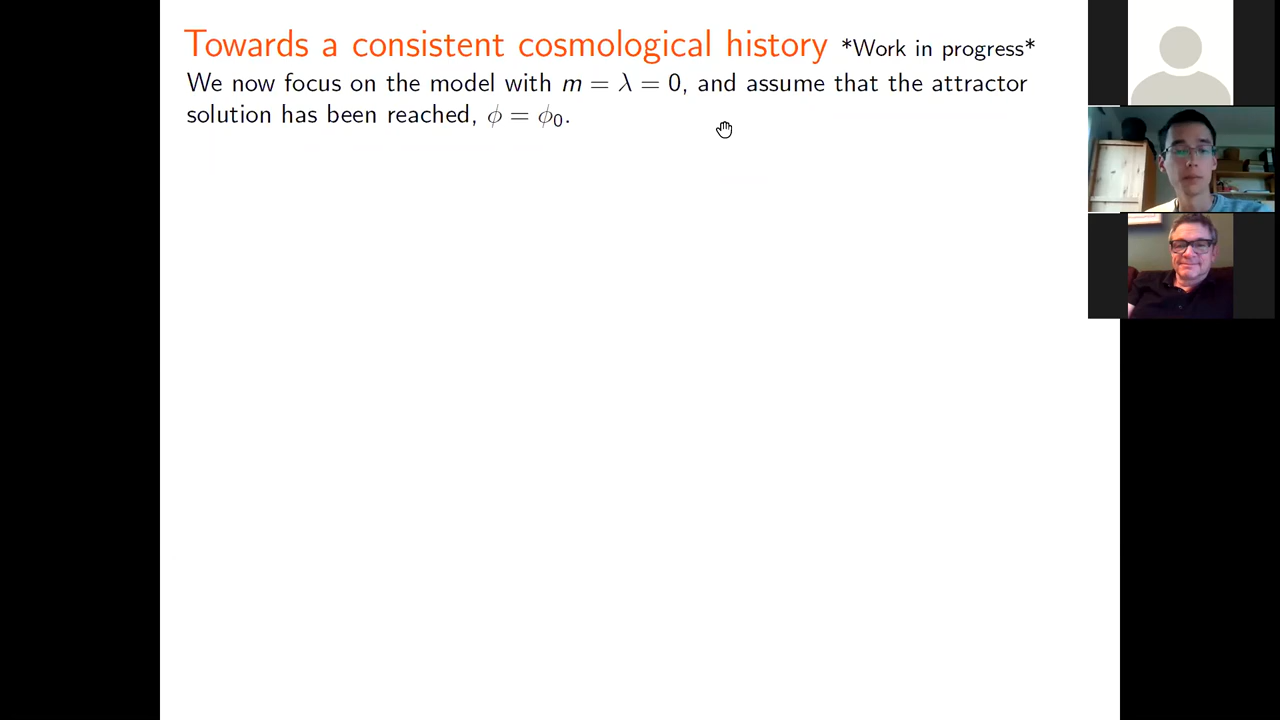 Towards a consistent cosmological history *Work in progress*
We now focus on the model with m = λ = 0, and assume that the attractor
solution has been reached, ϕ = ϕ₀.